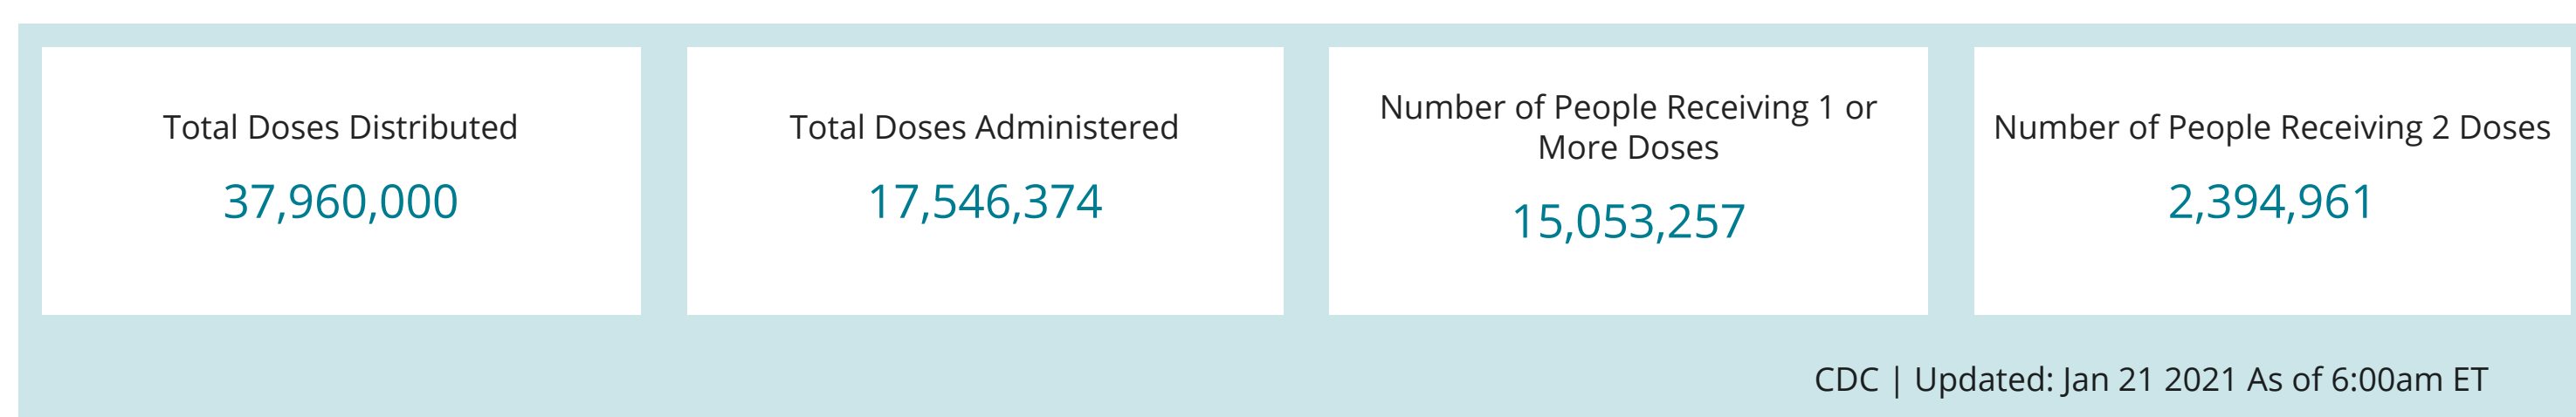 Total Doses Distributed
37,960,000
Total Doses Administered
17,546,374
Number of People Receiving 1 or
More Doses
15,053,257
Number of People Receiving 2 Doses
2,394,961
CDC | Updated: Jan 21 2021 As of 6:00am ET